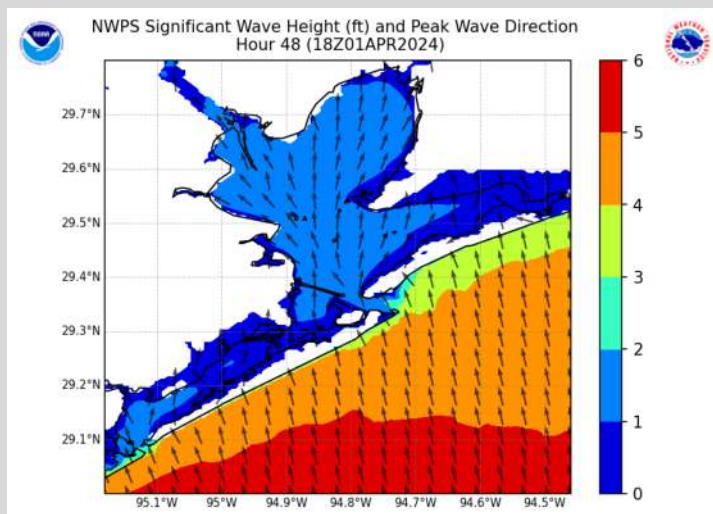 NWPS Significant Wave Height (ft) and Peak Wave Direction
Hour 48 (18Z01APR2024)
NOAA
29.7°N
29.6°N
29.5°N
29.4°N
29.3°N
29.2°N
29.1°N
95.1°W
95°W
94.9°W
94.8°W
94.7°W
94.6°W
94.5°W
6
5
4
3
2
1
0